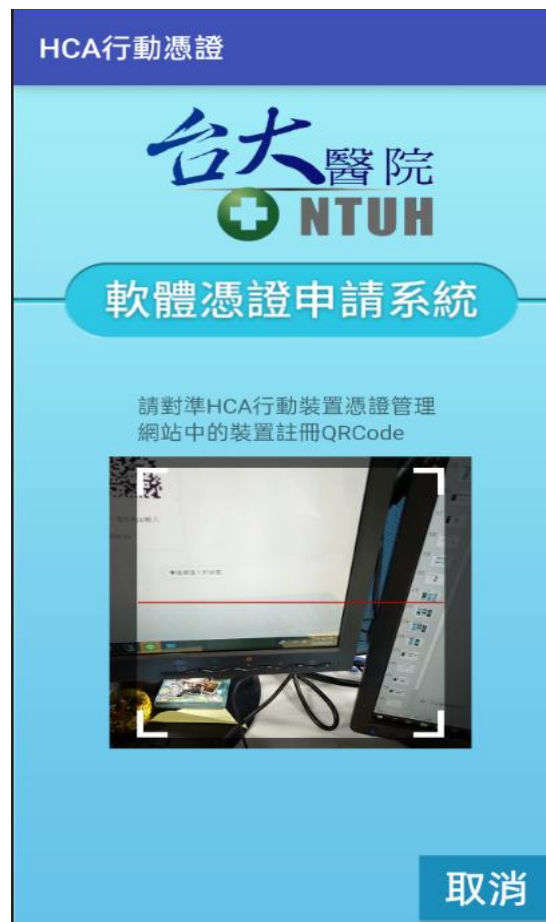 HCA行動憑證
台大醫院
NTUH
軟體憑證申請系統
請對準HCA行動裝置憑證管理
網站中的裝置註冊QRCode
取消